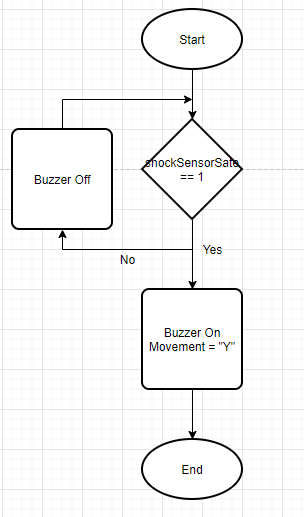 Start
shockSensorSate
== 1
Buzzer Off
No
Yes
Buzzer On
Movement = "Y"
End